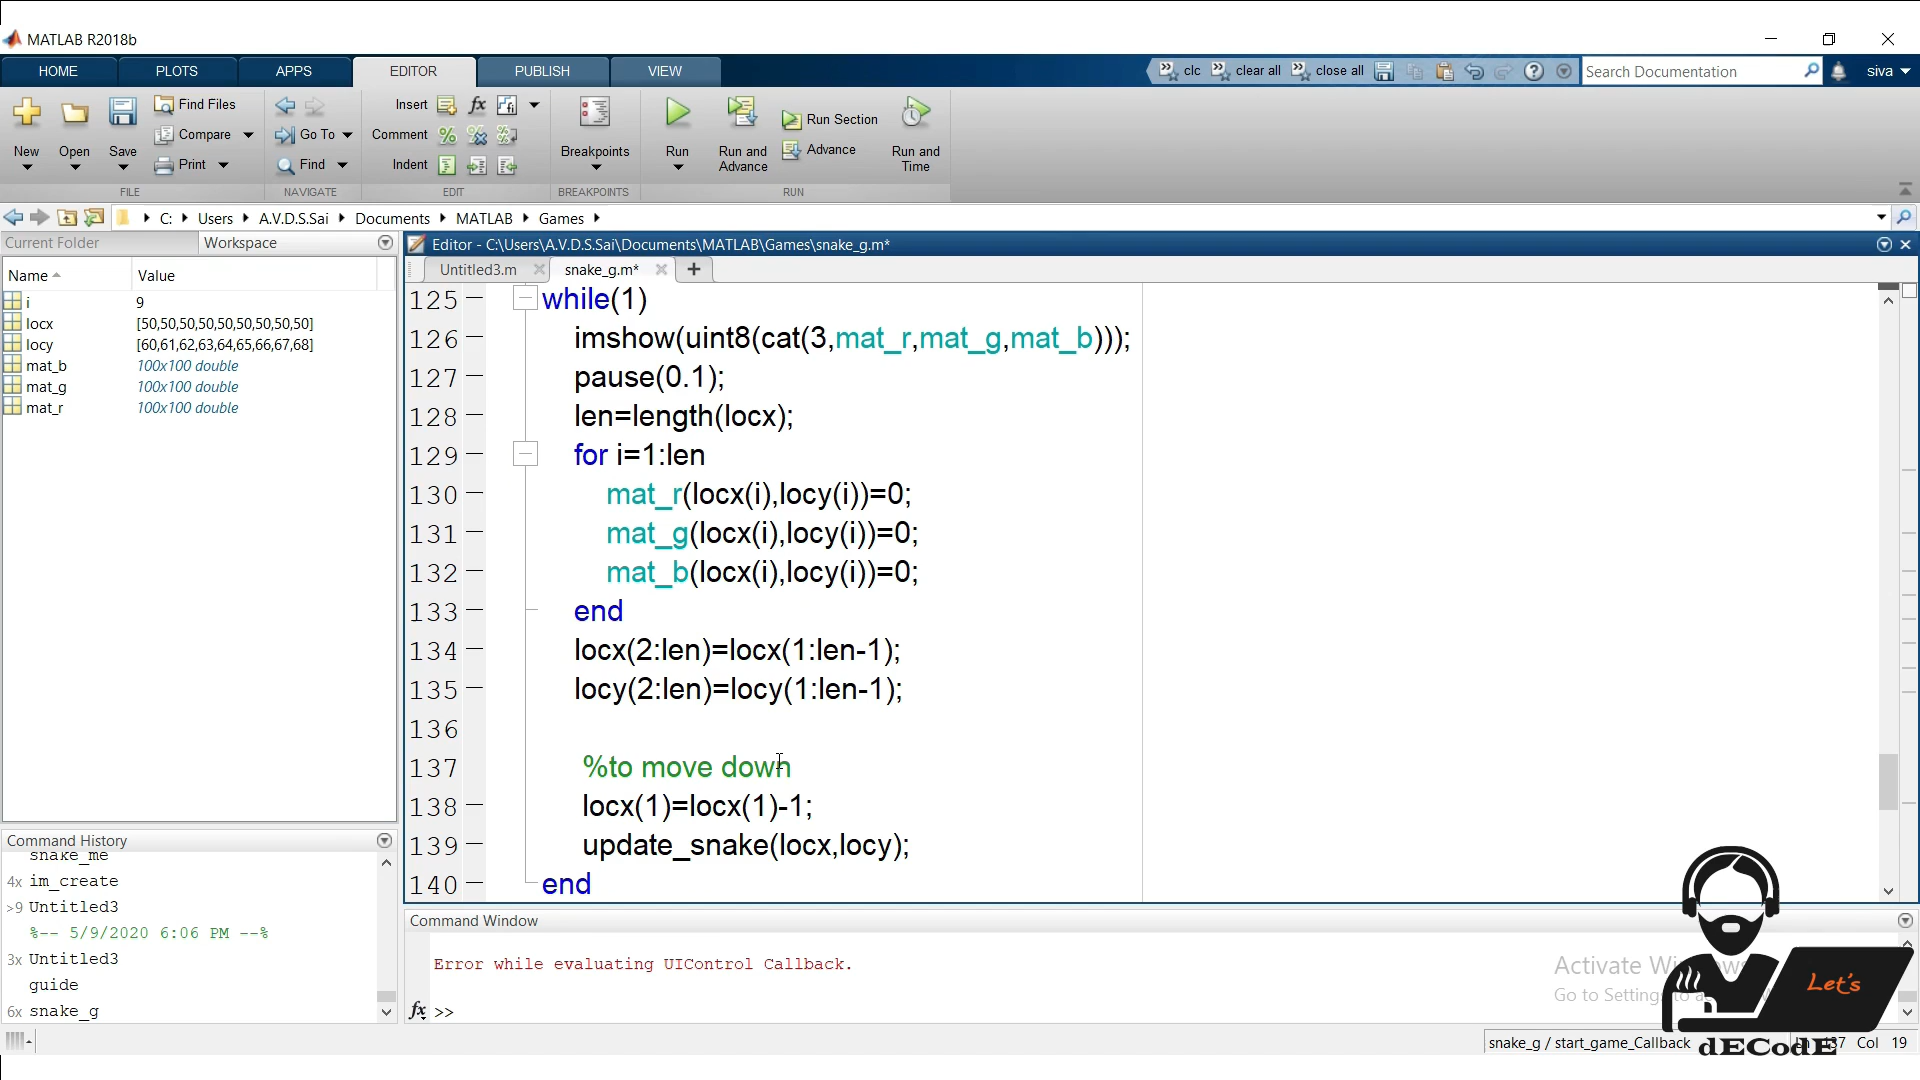 MATLAB R2018b
HOME PLOTS APPS EDITOR PUBLISH VIEW clc clear all close all Search Documentation siva
Find Files Insert fx
New Open Save Compare Go To Comment Breakpoints Run Run and Advance Run Section Advance Run and Time
Print Find Indent
FILE NAVIGATE EDIT BREAKPOINTS RUN
C: Users A.V.D.S.Sai Documents MATLAB Games
Current Folder Workspace
Name Value
i 9
locx [50,50,50,50,50,50,50,50,50]
locy [60,61,62,63,64,65,66,67,68]
mat_b 100x100 double
mat_g 100x100 double
mat_r 100x100 double
Editor - C:\Users\A.V.D.S.Sai\Documents\MATLAB\Games\snake_g.m*
Untitled3.m snake_g.m* +
125 while(1)
126 imshow(uint8(cat(3,mat_r,mat_g,mat_b)));
127 pause(0.1);
128 len=length(locx);
129 for i=1:len
130 mat_r(locx(i),locy(i))=0;
131 mat_g(locx(i),locy(i))=0;
132 mat_b(locx(i),locy(i))=0;
133 end
134 locx(2:len)=locx(1:len-1);
135 locy(2:len)=locy(1:len-1);
136
137 %to move down
138 locx(1)=locx(1)-1;
139 update_snake(locx,locy);
140 end
Command History
snake_me
4x im_create
>9 Untitled3
%-- 5/9/2020 6:06 PM --%
3x Untitled3
guide
6x snake_g
Command Window
Error while evaluating UIControl Callback.
fx >>
Activate
Go to
Let's
dECodE
snake_g / start_game_Callback 137 Col 19